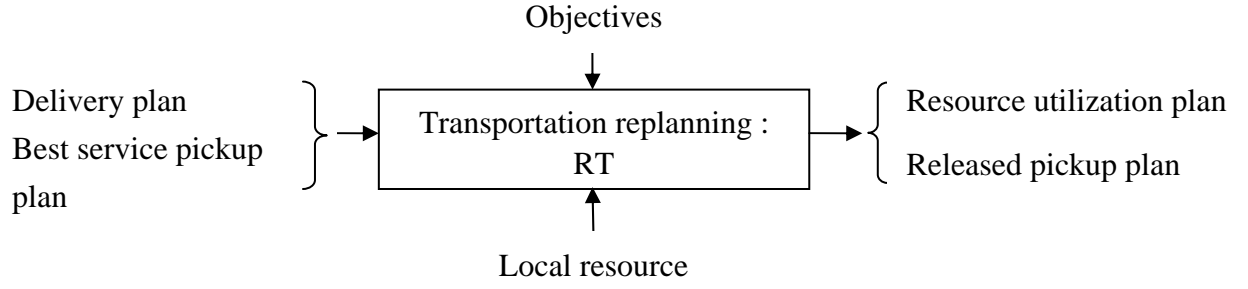 Objectives
Delivery plan
Best service pickup
plan
Transportation replanning :
RT
Resource utilization plan
Released pickup plan
Local resource